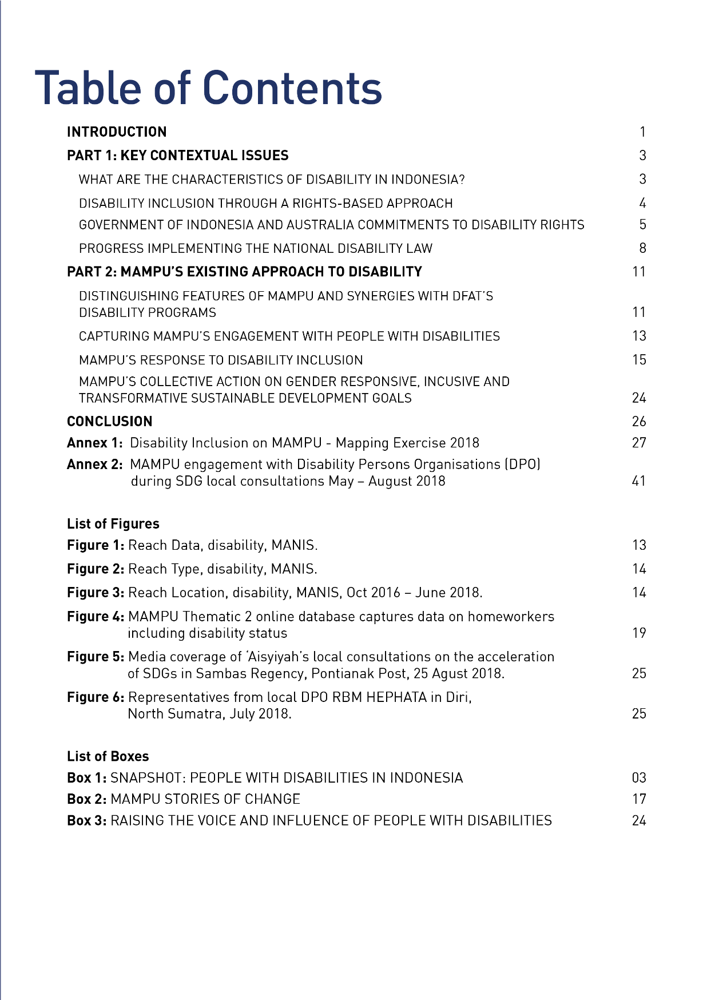 Table of Contents
INTRODUCTION 1
PART 1: KEY CONTEXTUAL ISSUES 3
WHAT ARE THE CHARACTERISTICS OF DISABILITY IN INDONESIA? 3
DISABILITY INCLUSION THROUGH A RIGHTS-BASED APPROACH 4
GOVERNMENT OF INDONESIA AND AUSTRALIA COMMITMENTS TO DISABILITY RIGHTS 5
PROGRESS IMPLEMENTING THE NATIONAL DISABILITY LAW 8
PART 2: MAMPU’S EXISTING APPROACH TO DISABILITY 11
DISTINGUISHING FEATURES OF MAMPU AND SYNERGIES WITH DFAT’S
DISABILITY PROGRAMS 11
CAPTURING MAMPU’S ENGAGEMENT WITH PEOPLE WITH DISABILITIES 13
MAMPU’S RESPONSE TO DISABILITY INCLUSION 15
MAMPU’S COLLECTIVE ACTION ON GENDER RESPONSIVE, INCUSIVE AND
TRANSFORMATIVE SUSTAINABLE DEVELOPMENT GOALS 24
CONCLUSION 26
Annex 1: Disability Inclusion on MAMPU - Mapping Exercise 2018 27
Annex 2: MAMPU engagement with Disability Persons Organisations (DPO)
during SDG local consultations May – August 2018 41
List of Figures
Figure 1: Reach Data, disability, MANIS. 13
Figure 2: Reach Type, disability, MANIS. 14
Figure 3: Reach Location, disability, MANIS, Oct 2016 – June 2018. 14
Figure 4: MAMPU Thematic 2 online database captures data on homeworkers
including disability status 19
Figure 5: Media coverage of ‘Aisyiyah’s local consultations on the acceleration
of SDGs in Sambas Regency, Pontianak Post, 25 Agust 2018. 25
Figure 6: Representatives from local DPO RBM HEPHATA in Diri,
North Sumatra, July 2018. 25
List of Boxes
Box 1: SNAPSHOT: PEOPLE WITH DISABILITIES IN INDONESIA 03
Box 2: MAMPU STORIES OF CHANGE 17
Box 3: RAISING THE VOICE AND INFLUENCE OF PEOPLE WITH DISABILITIES 24